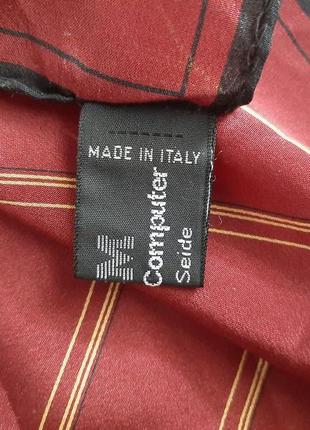 MADE IN ITALY
M
Computer
Seide